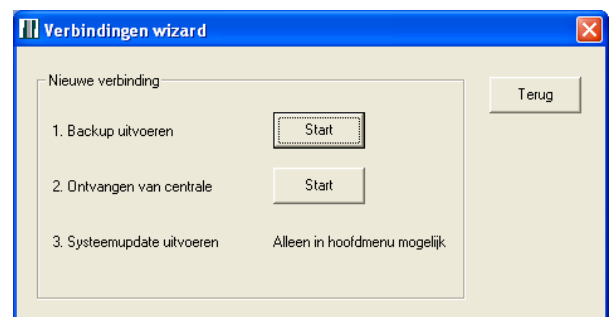 Verbindingen wizard
Nieuwe verbinding
Terug
1. Backup uitvoeren Start
2. Ontvangen van centrale Start
3. Systeemupdate uitvoeren Alleen in hoofdmenu mogelijk